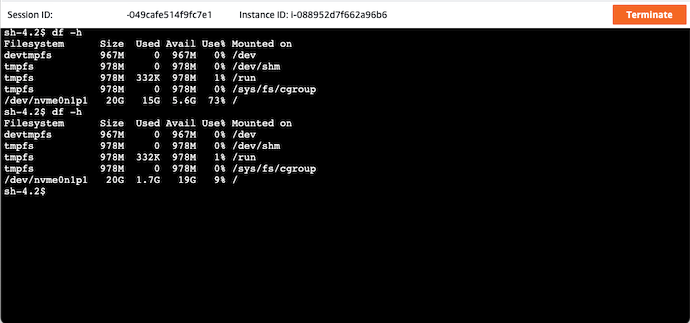 Session ID: -049cafe514f9fc7e1 Instance ID: i-088952d7f662a96b6 Terminate
sh-4.2$ df -h
Filesystem Size Used Avail Use% Mounted on
devtmpfs 967M 0 967M 0% /dev
tmpfs 978M 0 978M 0% /dev/shm
tmpfs 978M 332K 978M 1% /run
tmpfs 978M 0 978M 0% /sys/fs/cgroup
/dev/nvme0n1p1 20G 15G 5.6G 73% /
sh-4.2$ df -h
Filesystem Size Used Avail Use% Mounted on
devtmpfs 967M 0 967M 0% /dev
tmpfs 978M 0 978M 0% /dev/shm
tmpfs 978M 332K 978M 1% /run
tmpfs 978M 0 978M 0% /sys/fs/cgroup
/dev/nvme0n1p1 20G 1.7G 19G 9% /
sh-4.2$